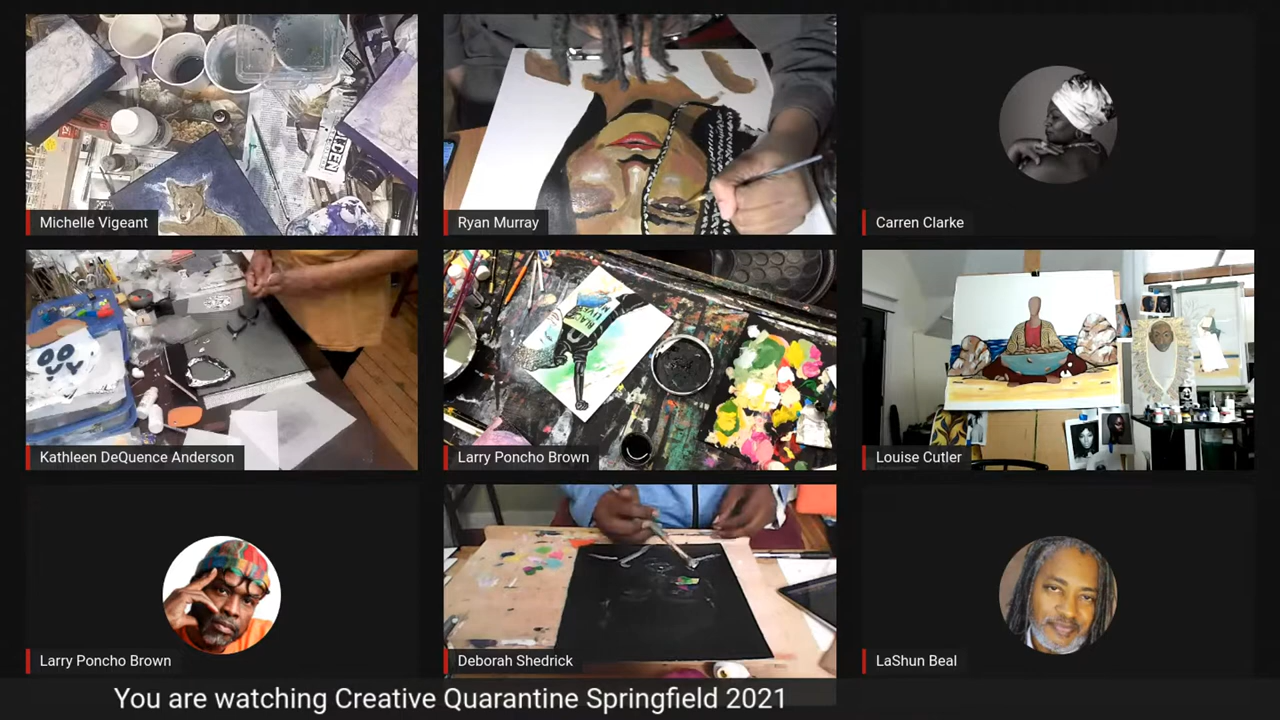 Michelle Vigeant
Ryan Murray
Carren Clarke
Kathleen DeQuence Anderson
Larry Poncho Brown
Louise Cutler
Larry Poncho Brown
Deborah Shedrick
LaShun Beal
You are watching Creative Quarantine Springfield 2021